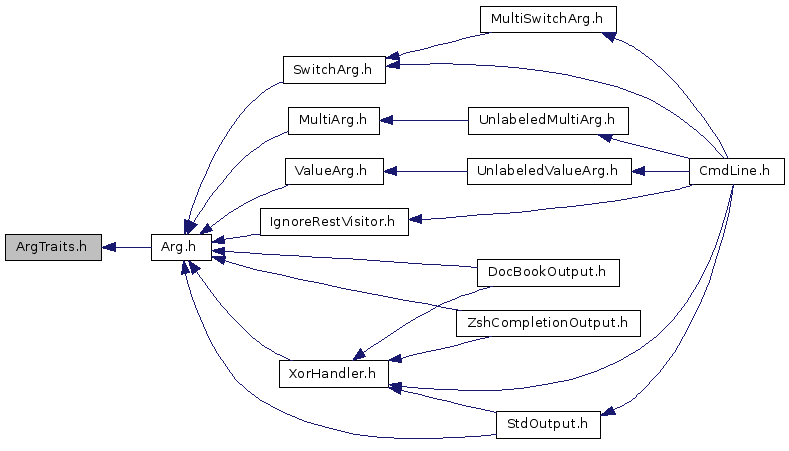 MultiSwitchArg.h
SwitchArg.h
MultiArg.h
UnlabeledMultiArg.h
ValueArg.h
UnlabeledValueArg.h
CmdLine.h
IgnoreRestVisitor.h
ArgTraits.h
Arg.h
DocBookOutput.h
ZshCompletionOutput.h
XorHandler.h
StdOutput.h